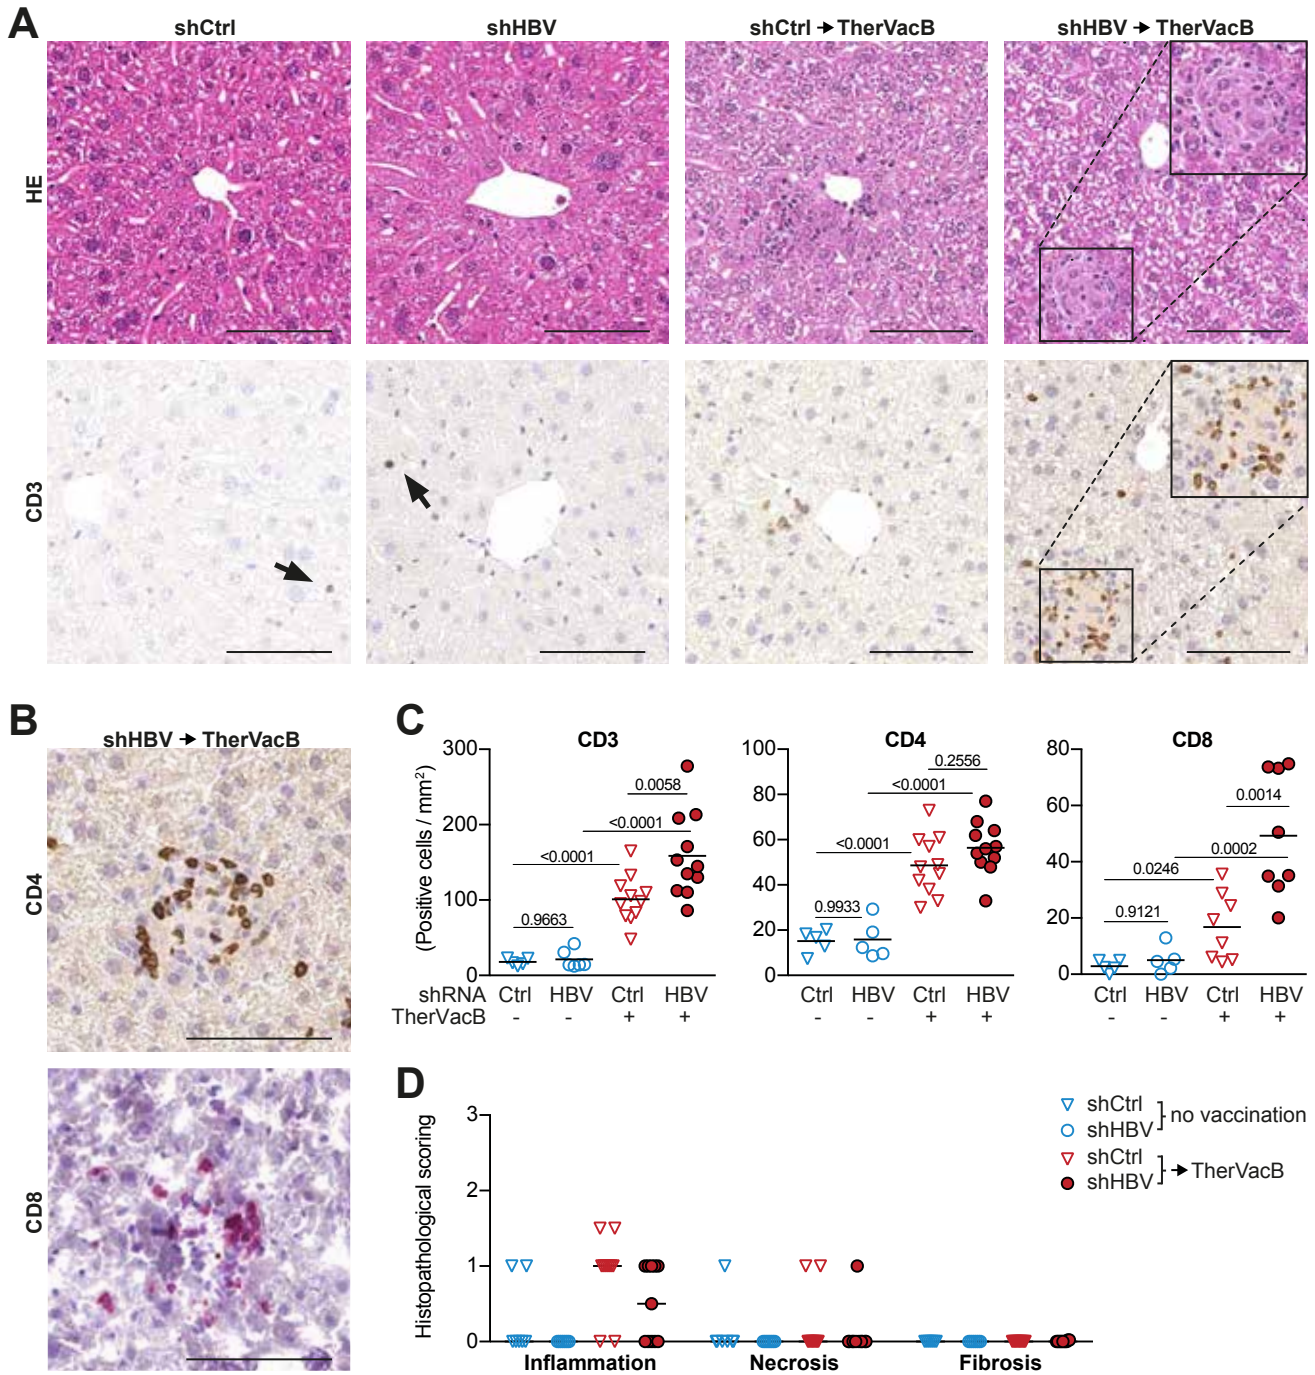 A
shCtrl
shHBV
shCtrl → TherVacB
shHBV → TherVacB
HE
CD3
B
shHBV → TherVacB
CD4
CD8
C
CD3
CD4
CD8
(Positive cells / mm²)
300
200
100
0
0.0058
<0.0001
<0.0001
0.9663
100
80
60
40
20
0
0.2556
<0.0001
<0.0001
0.9933
80
60
40
20
0
0.0014
0.0002
0.0246
0.9121
shRNA Ctrl HBV Ctrl HBV Ctrl HBV Ctrl HBV Ctrl HBV Ctrl HBV
TherVacB - - + + - - + + - - + +
D
Histopathological scoring
3
2
1
0
Inflammation Necrosis Fibrosis
shCtrl
shHBV
no vaccination
shCtrl
shHBV
→ TherVacB